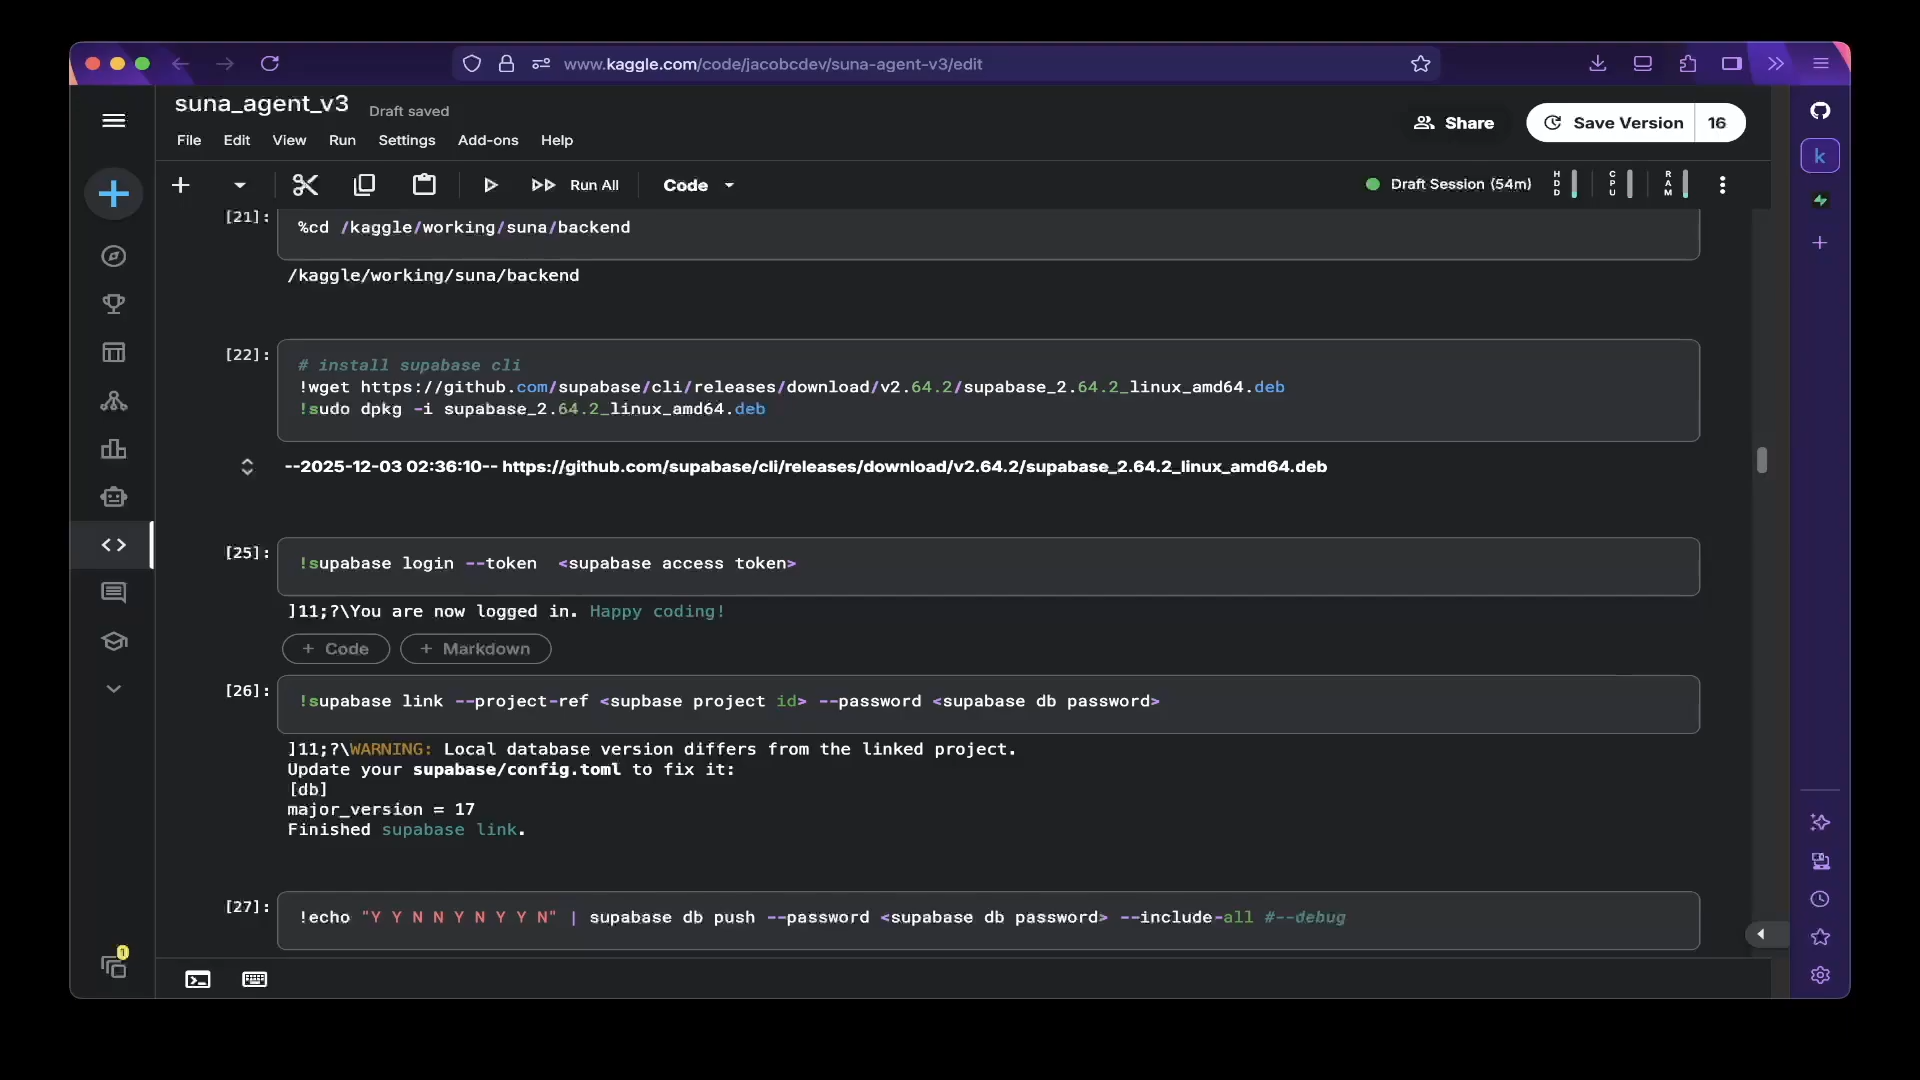 www.kaggle.com/code/jacobcdev/suna-agent-v3/edit
suna_agent_v3 Draft saved
Share
Save Version 16
File Edit View Run Settings Add-ons Help
Run All Code
Draft Session (54m) HDD CPU RAM
k
[21]: %cd /kaggle/working/suna/backend
/kaggle/working/suna/backend
[22]: # install supabase cli
!wget https://github.com/supabase/cli/releases/download/v2.64.2/supabase_2.64.2_linux_amd64.deb
!sudo dpkg -i supabase_2.64.2_linux_amd64.deb
--2025-12-03 02:36:10-- https://github.com/supabase/cli/releases/download/v2.64.2/supabase_2.64.2_linux_amd64.deb
[25]: !supabase login --token  <supabase access token>
]11;?\You are now logged in. Happy coding!
+ Code + Markdown
[26]: !supabase link --project-ref <supbase project id> --password <supabase db password>
]11;?\WARNING: Local database version differs from the linked project.
Update your supabase/config.toml to fix it:
[db]
major_version = 17
Finished supabase link.
[27]: !echo "Y Y N N Y N Y Y N" | supabase db push --password <supabase db password> --include-all #--debug
1